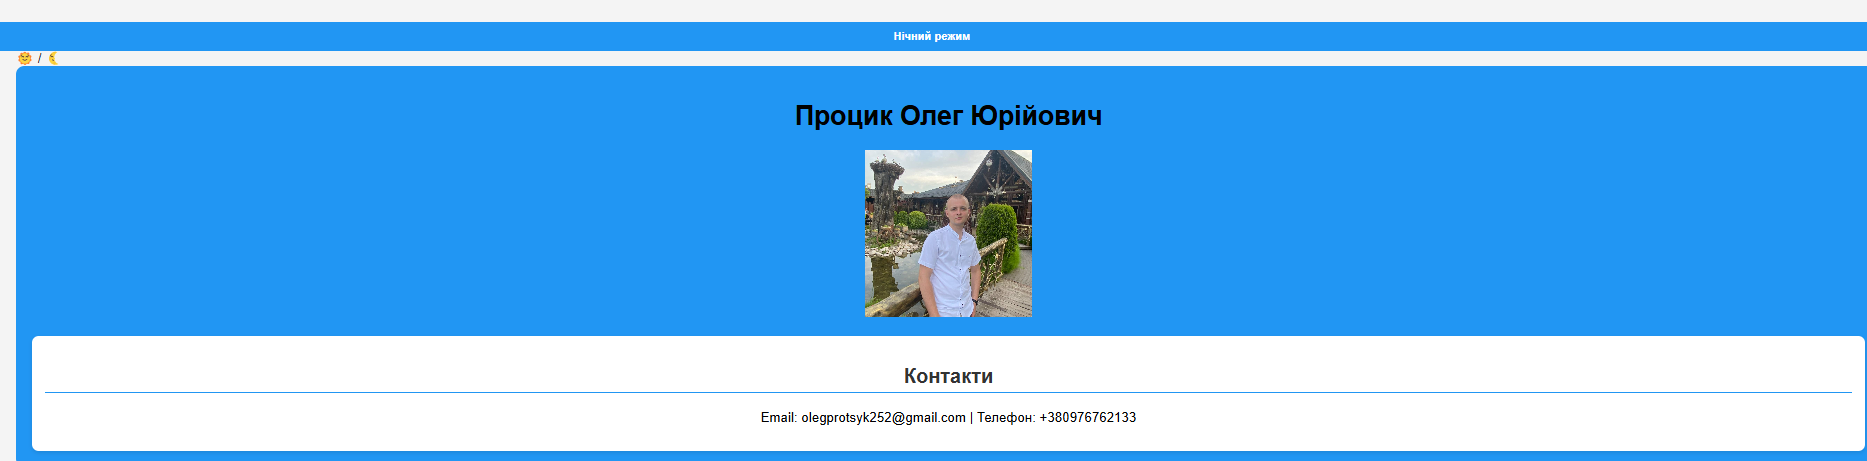 Нічний режим
🌞 / 🌜
Процик Олег Юрійович
Контакти
Email: olegprotsyk252@gmail.com | Телефон: +380976762133